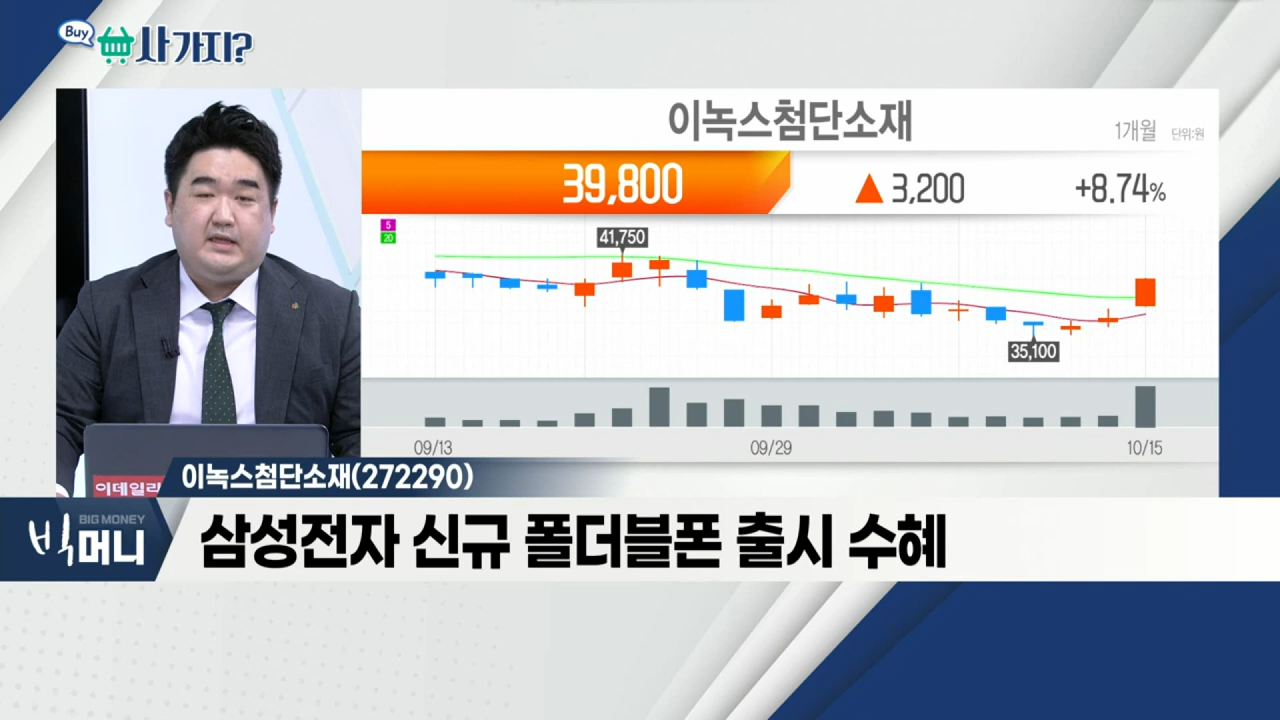 Buy
사가지?
이녹스첨단소재
1개월 단위:원
39,800 ▲3,200 +8.74%
5
20
41,750
35,100
09/13 09/29 10/15
이데일리
이녹스첨단소재(272290)
BIG MONEY
빅머니
삼성전자 신규 폴더블폰 출시 수혜